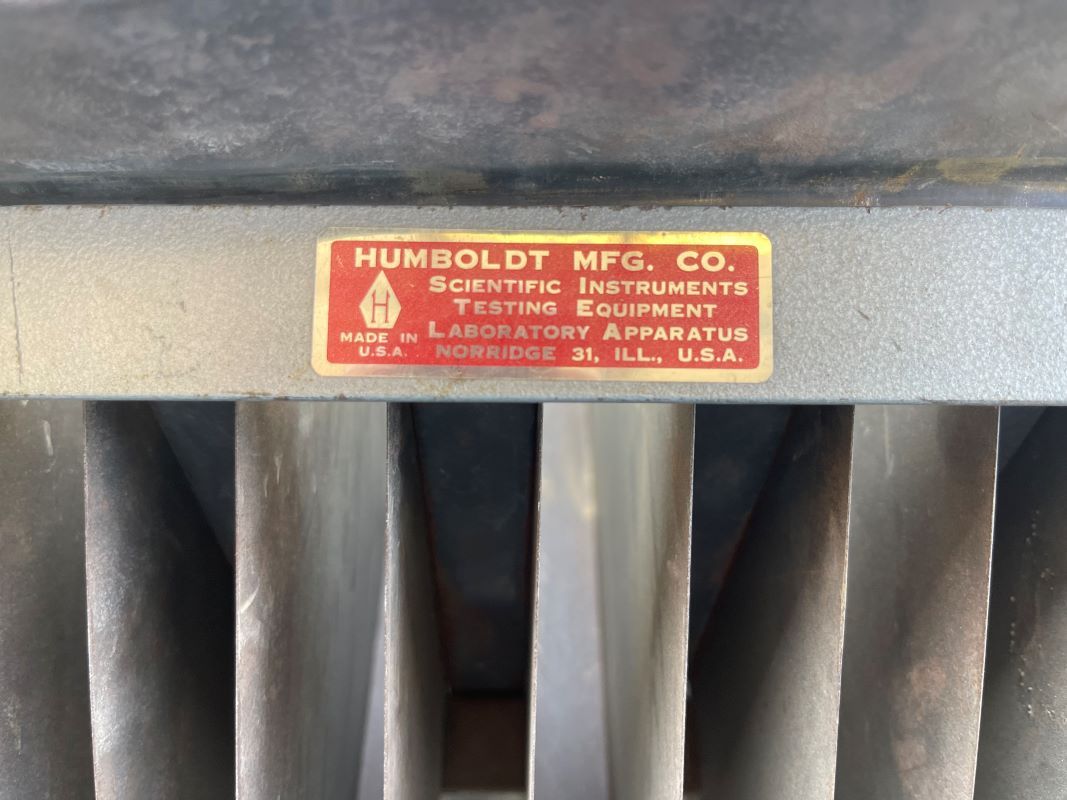 HUMBOLDT MFG. CO.
SCIENTIFIC INSTRUMENTS
TESTING EQUIPMENT
H
MADE IN LABORATORY APPARATUS
U.S.A. NORRIDGE 31, ILL., U.S.A.